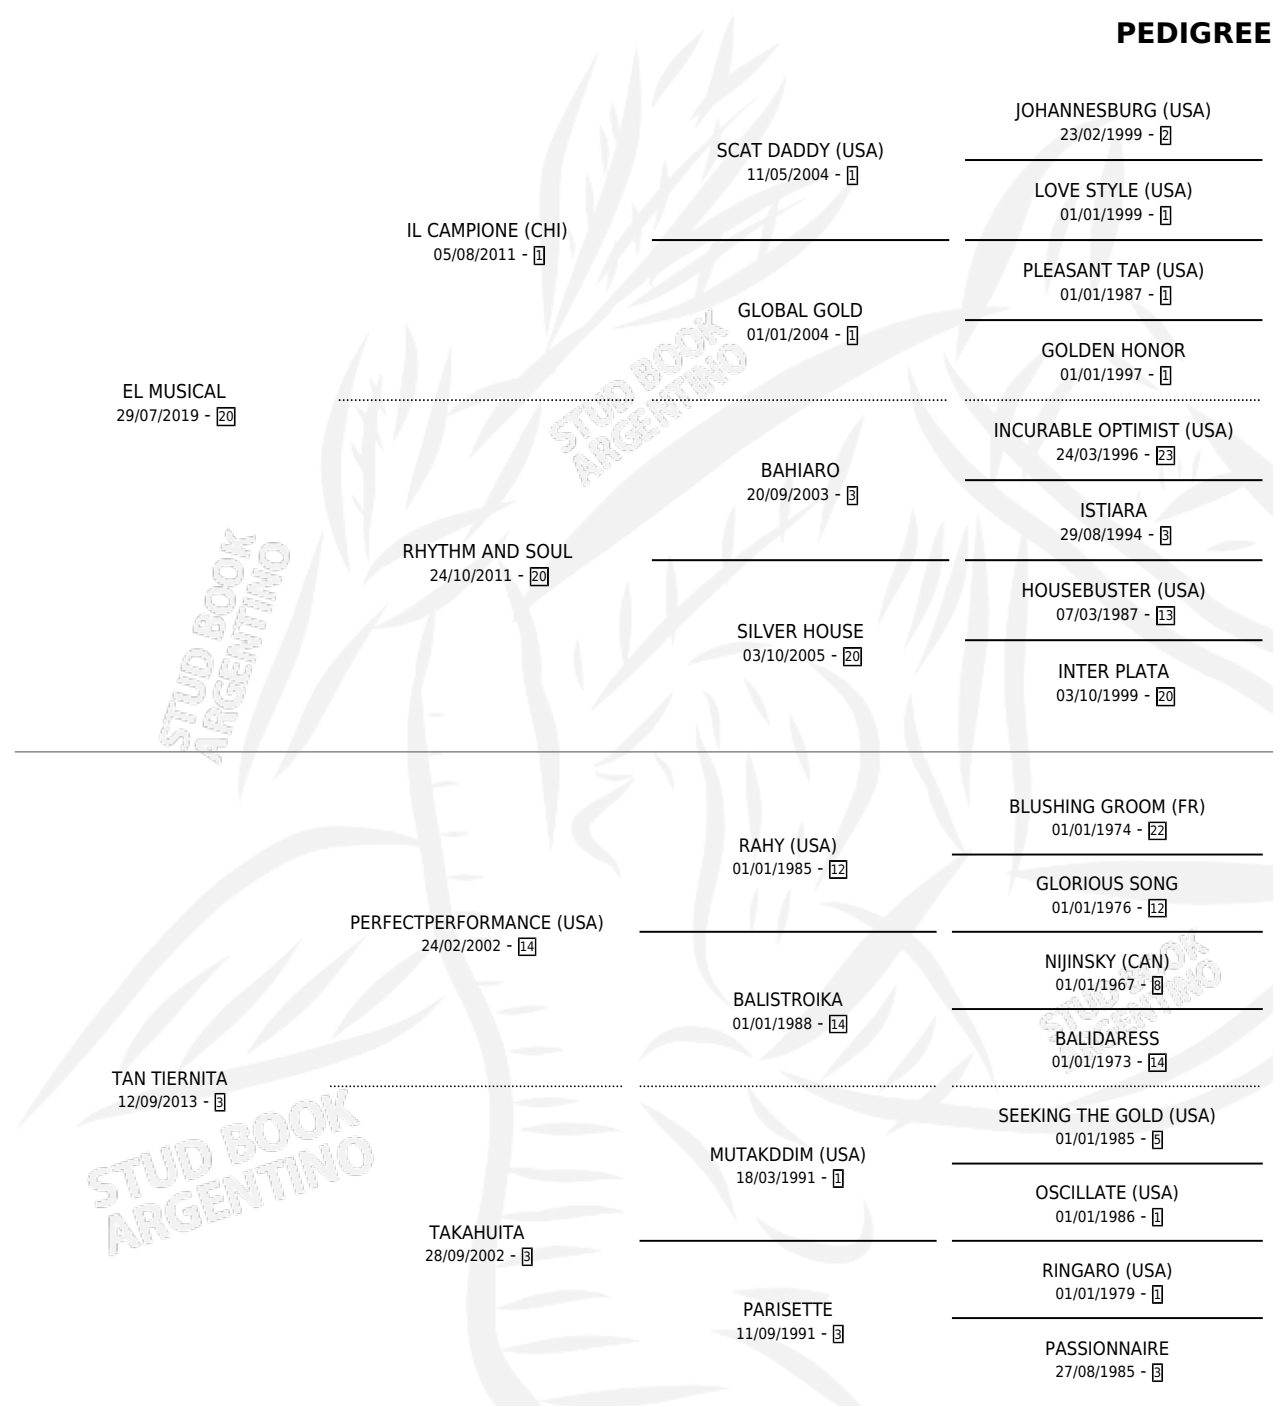 PEDIGREE
JOHANNESBURG (USA)
23/02/1999 - 2
SCAT DADDY (USA)
11/05/2004 - 1
LOVE STYLE (USA)
01/01/1999 - 1
IL CAMPIONE (CHI)
05/08/2011 - 1
PLEASANT TAP (USA)
01/01/1987 - 1
GLOBAL GOLD
01/01/2004 - 1
GOLDEN HONOR
01/01/1997 - 1
EL MUSICAL
29/07/2019 - 20
INCURABLE OPTIMIST (USA)
24/03/1996 - 23
BAHIARO
20/09/2003 - 3
ISTIARA
29/08/1994 - 3
RHYTHM AND SOUL
24/10/2011 - 20
HOUSEBUSTER (USA)
07/03/1987 - 13
SILVER HOUSE
03/10/2005 - 20
INTER PLATA
03/10/1999 - 20
STUD BOOK
ARGENTINO
STUD BOOK
ARGENTINO
BLUSHING GROOM (FR)
01/01/1974 - 22
RAHY (USA)
01/01/1985 - 12
GLORIOUS SONG
01/01/1976 - 12
PERFECTPERFORMANCE (USA)
24/02/2002 - 14
NIJINSKY (CAN)
01/01/1967 - 8
BALISTROIKA
01/01/1988 - 14
BALIDARESS
01/01/1973 - 14
TAN TIERNITA
12/09/2013 - 3
SEEKING THE GOLD (USA)
01/01/1985 - 5
MUTAKDDIM (USA)
18/03/1991 - 1
OSCILLATE (USA)
01/01/1986 - 1
TAKAHUITA
28/09/2002 - 3
RINGARO (USA)
01/01/1979 - 1
PARISETTE
11/09/1991 - 3
PASSIONNAIRE
27/08/1985 - 3
STUD BOOK
ARGENTINO
STUD BOOK
ARGENTINO